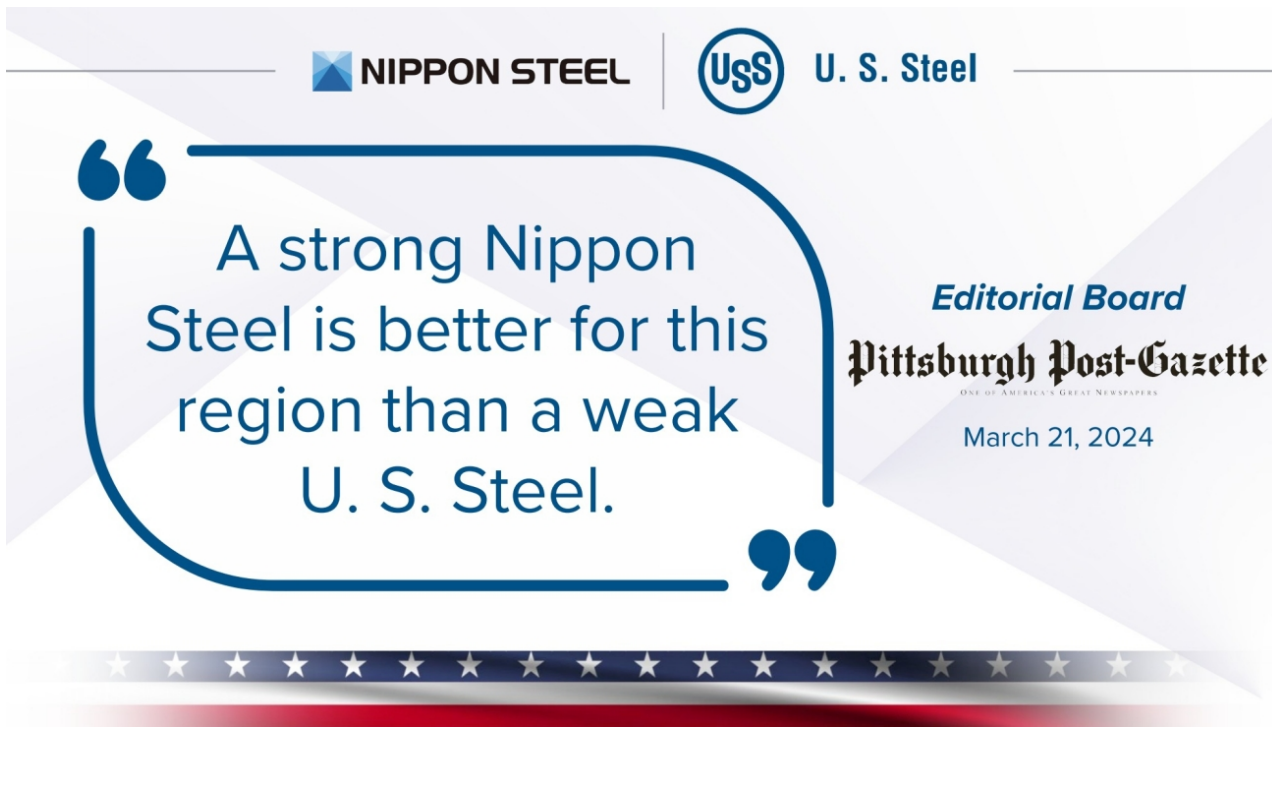 NIPPON STEEL
USS U. S. Steel
“
A strong Nippon
Steel is better for this
region than a weak
U. S. Steel.
”
Editorial Board
Pittsburgh Post-Gazette
ONE OF AMERICA'S GREAT NEWSPAPERS
March 21, 2024